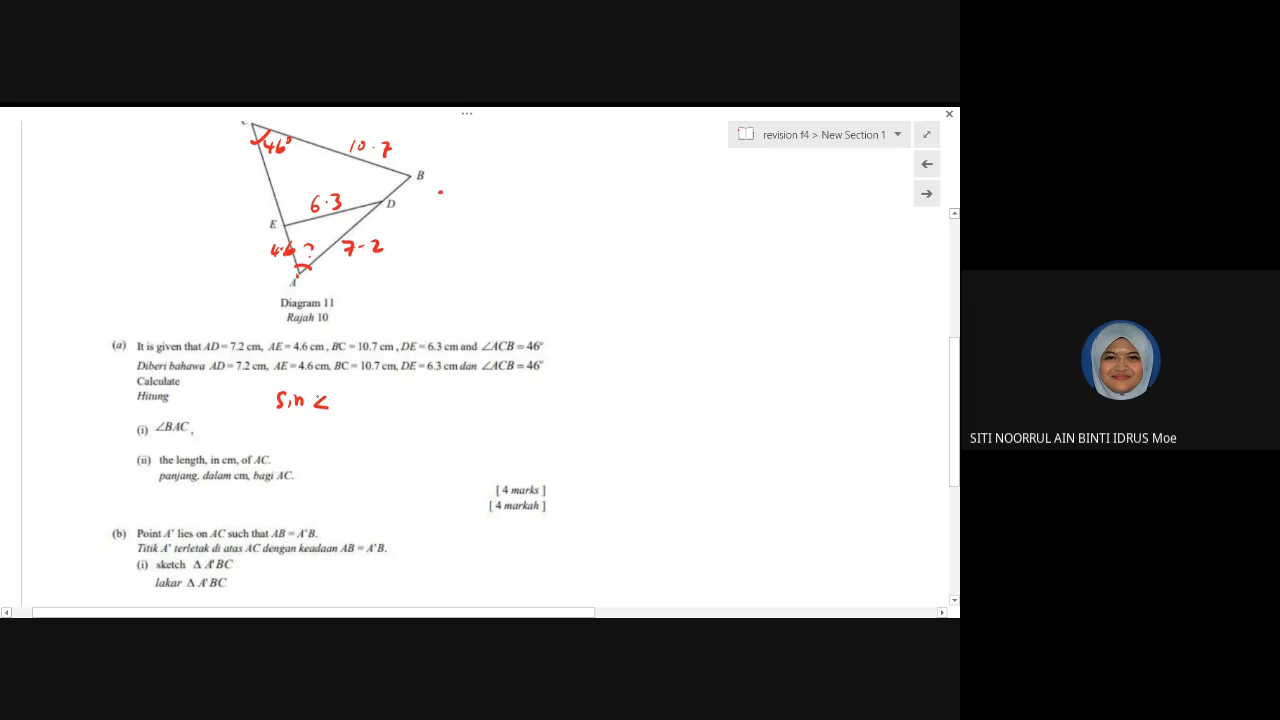 revision f4 > New Section 1
46°
10.7
B
6.3
D
E
4.6
?
7.2
A
Diagram 11
Rajah 10
(a) It is given that AD = 7.2 cm, AE = 4.6 cm, BC = 10.7 cm, DE = 6.3 cm and ∠ACB = 46°
Diberi bahawa AD = 7.2 cm, AE = 4.6 cm, BC = 10.7 cm, DE = 6.3 cm dan ∠ACB = 46°
Calculate
Hitung
Sin <
(i) ∠BAC,
(ii) the length, in cm, of AC.
panjang, dalam cm, bagi AC.
[ 4 marks ]
[ 4 markah ]
(b) Point A' lies on AC such that AB = A'B.
Titik A' terletak di atas AC dengan keadaan AB = A'B.
(i) sketch Δ A'BC
lakar Δ A'BC
SITI NOORRUL AIN BINTI IDRUS Moe